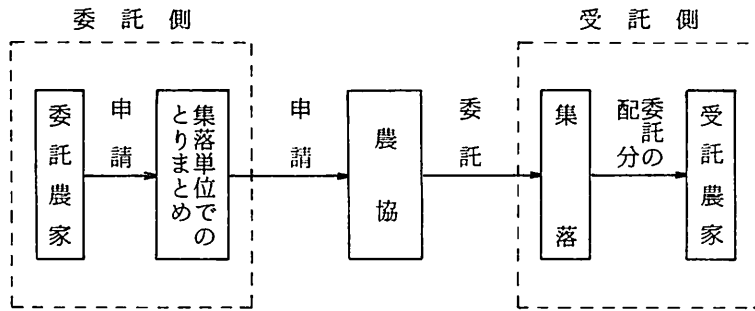 委託側
受託側
委託農家
申請
集落単位での
とりまとめ
申請
農協
委託
集落
委託の
配分
受託農家